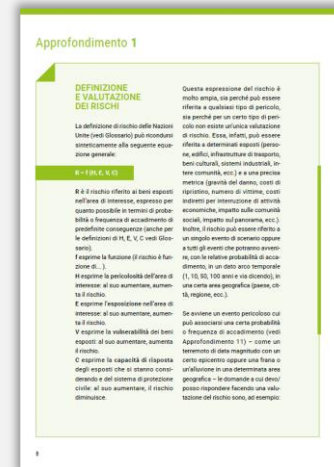 Approfondimento 1
DEFINIZIONE
E VALUTAZIONE
DEI RISCHI
La definizione di rischio delle Nazioni
Unite (vedi Glossario) può ricondursi
sinteticamente alla seguente equa-
zione generale:
R = f (H, E, V, C)
R è il rischio riferito ai beni esposti
nell'area di interesse, espresso per
quanto possibile in termini di proba-
bilità o frequenza di accadimento di
predefinite conseguenze (anche per
le definizioni di H, E, V, C vedi Glos-
sario).
f esprime la funzione (il rischio è fun-
zione di... ).
H esprime la pericolosità dell'area di
interesse: al suo aumentare, aumen-
ta il rischio.
E esprime l'esposizione nell'area di
interesse: al suo aumentare, aumen-
ta il rischio.
V esprime la vulnerabilità dei beni
esposti: al suo aumentare, aumenta
il rischio.
C esprime la capacità di risposta
degli esposti che si stanno consi-
derando e del sistema di protezione
civile: al suo aumentare, il rischio
diminuisce.
Questa espressione del rischio è
molto ampia, sia perché può essere
riferita a qualsiasi tipo di pericolo,
sia perché per un certo tipo di peri-
colo non esiste un'unica valutazione
di rischio. Essa, infatti, può essere
riferita a determinati esposti (perso-
ne, edifici, infrastrutture di trasporto,
beni culturali, sistemi industriali, in-
tere comunità, ecc.) e a una precisa
metrica (gravità del danno, costi di
ripristino, numero di vittime, costi
indiretti per interruzione di attività
economiche, impatto sulle comunità
sociali, impatto sul panorama, ecc.).
Inoltre, il rischio può essere riferito a
un singolo evento di scenario oppure
a tutti gli eventi che potranno avveni-
re, con le relative probabilità di acca-
dimento, in un dato arco temporale
(1, 10, 50, 100 anni e via dicendo), in
una certa area geografica (paese, cit-
tà, regione, ecc.).
Se avviene un evento pericoloso cui
può associarsi una certa probabilità
o frequenza di accadimento (vedi
Approfondimento 11) – come un
terremoto di data magnitudo con un
certo epicentro oppure una frana o
un'alluvione in una determinata area
geografica – le domande a cui devo/
posso rispondere facendo una valu-
tazione del rischio sono, ad esempio:
8